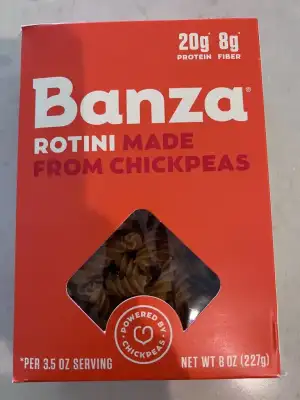 20g* 8g*
PROTEIN FIBER
Banza®
ROTINI MADE
FROM CHICKPEAS
POWERED BY
CHICKPEAS
*PER 3.5 OZ SERVING NET WT 8 OZ (227g)